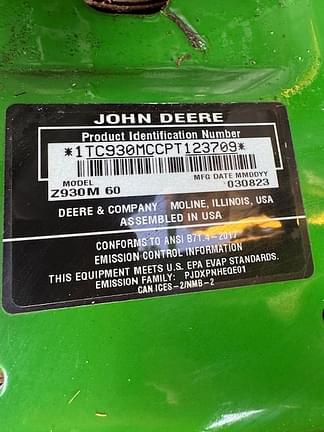 JOHN DEERE
Product Identification Number
*1TC930MCCPT123709*
MODEL MFG DATE MMDDYY
Z930M 60 030823
DEERE & COMPANY MOLINE, ILLINOIS, USA
ASSEMBLED IN USA
CONFORMS TO ANSI B71.4-2017
EMISSION CONTROL INFORMATION
THIS EQUIPMENT MEETS U.S. EPA EVAP STANDARDS.
EMISSION FAMILY: PJDXPNHEQE01
CAN ICES-2/NMB-2